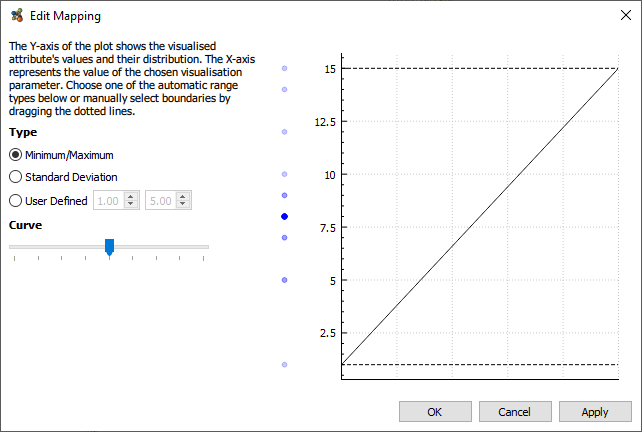 Edit Mapping
The Y-axis of the plot shows the visualised
attribute's values and their distribution. The X-axis
represents the value of the chosen visualisation
parameter. Choose one of the automatic range
types below or manually select boundaries by
dragging the dotted lines.
Type
Minimum/Maximum
Standard Deviation
User Defined 1.00 5.00
Curve
15
12.5
10
7.5
5
2.5
OK Cancel Apply